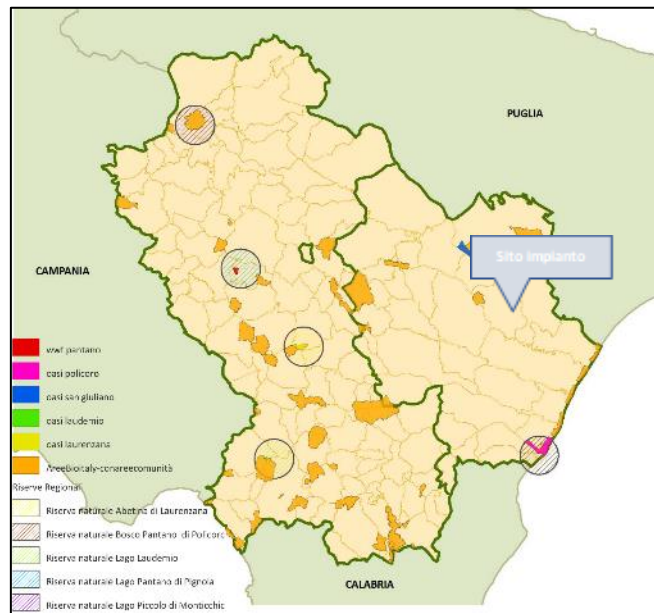 PUGLIA
Sito Impianto
CAMPANIA
wwf pantano
oasi policoro
oasi san giuliano
oasi laudemio
oasi laurenzana
AreeBioitaly-conareecomunità
Riserve Regionali
Riserva naturale Abetina di Laurenzana
Riserva naturale Bosco Pantano di Policoro
Riserva naturale Lago Laudemio
Riserva naturale Lago Pantano di Pignola
Riserva naturale Lago Piccolo di Monticchio
CALABRIA